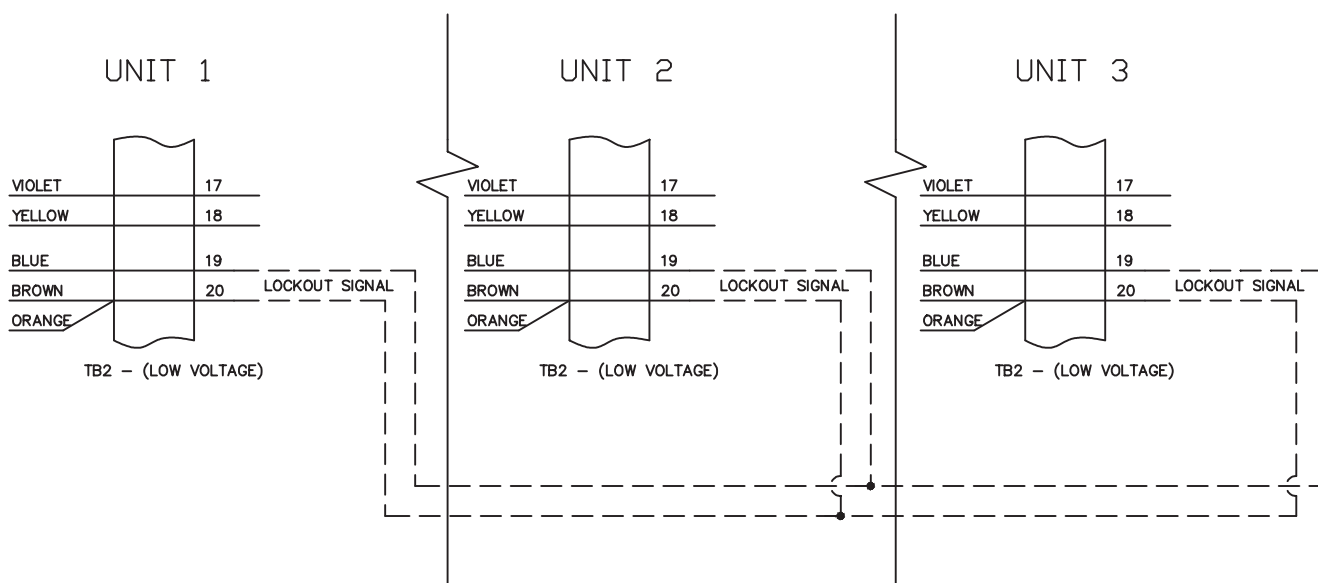 UNIT 1
VIOLET 17
YELLOW 18
BLUE 19
BROWN 20 LOCKOUT SIGNAL
ORANGE
TB2 – (LOW VOLTAGE)
UNIT 2
VIOLET 17
YELLOW 18
BLUE 19
BROWN 20 LOCKOUT SIGNAL
ORANGE
TB2 – (LOW VOLTAGE)
UNIT 3
VIOLET 17
YELLOW 18
BLUE 19
BROWN 20 LOCKOUT SIGNAL
ORANGE
TB2 – (LOW VOLTAGE)